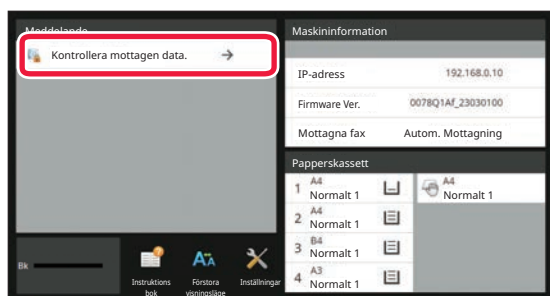 Meddelande
Kontrollera mottagen data.
Maskininformation
IP-adress 192.168.0.10
Firmware Ver. 0078Q1Af_23030100
Mottagna fax Autom. Mottagning
Papperskassett
1 A4
Normalt 1
A4
Normalt 1
2 A4
Normalt 1
3 B4
Normalt 1
4 A3
Normalt 1
Bk
Instruktions
bok
Förstora
visningsläge
Inställningar